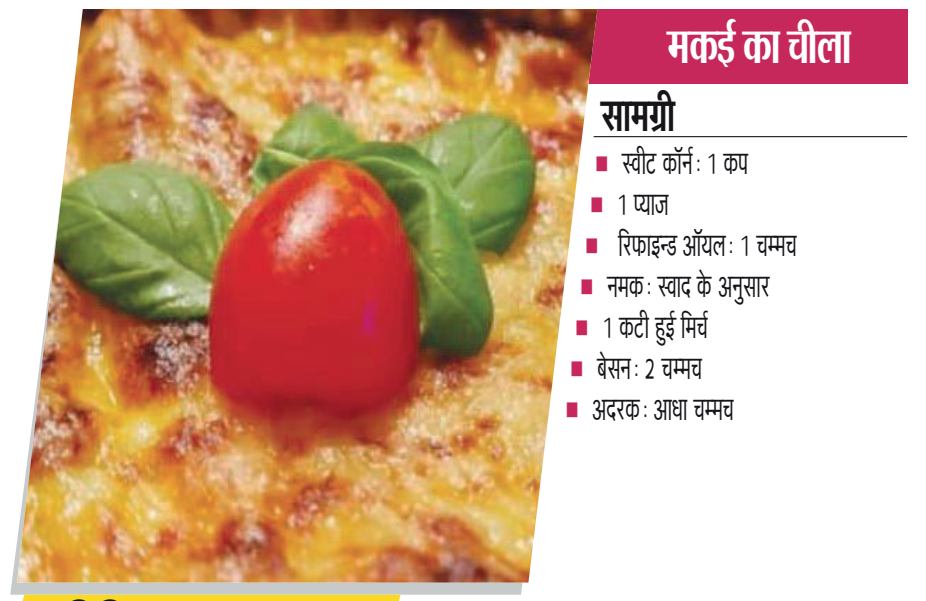 मकई का चीला
सामग्री
■ स्वीट कॉर्न: 1 कप
■ 1 प्याज
■ रिफाइन्ड ऑयल: 1 चम्मच
■ नमक: स्वाद के अनुसार
■ 1 कटी हुई मिर्च
■ बेसन: 2 चम्मच
■ अदरक: आधा चम्मच